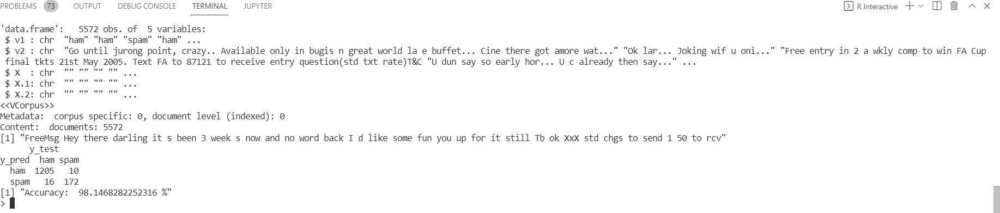 PROBLEMS 73 OUTPUT DEBUG CONSOLE TERMINAL JUPYTER R Interactive
'data.frame':   5572 obs. of  5 variables:
 $ v1 : chr  "ham" "ham" "spam" "ham" ...
 $ v2 : chr  "Go until jurong point, crazy.. Available only in bugis n great world la e buffet... Cine there got amore wat..." "Ok lar... Joking wif u oni..." "Free entry in 2 a wkly comp to win FA Cup
 final tkts 21st May 2005. Text FA to 87121 to receive entry question(std txt rate)T&C "U dun say so early hor... U c already then say..." ...
 $ X  : chr  "" "" "" "" ...
 $ X.1: chr  "" "" "" "" ...
 $ X.2: chr  "" "" "" "" ...
<<VCorpus>>
Metadata:  corpus specific: 0, document level (indexed): 0
Content:  documents: 5572
[1] "FreeMsg Hey there darling it s been 3 week s now and no word back I d like some fun you up for it still Tb ok XxX std chgs to send 1 50 to rcv"
      y_test
y_pred  ham spam
  ham  1205   10
  spam   16  172
[1] "Accuracy:  98.1468282252316 %"
>